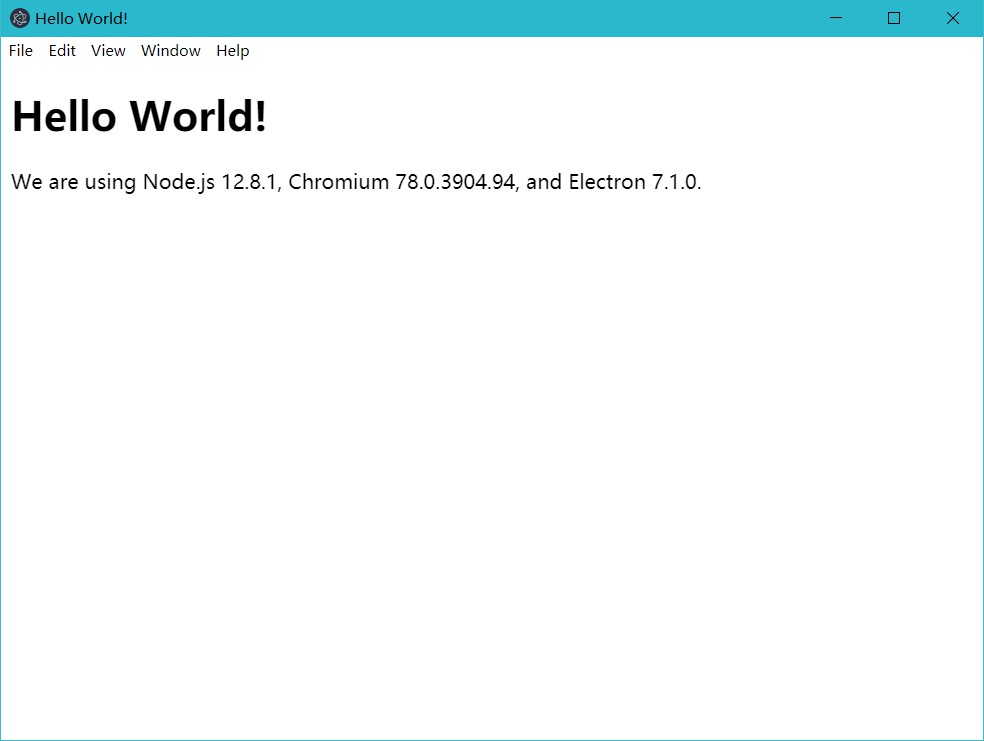 Hello World!
File Edit View Window Help
Hello World!
We are using Node.js 12.8.1, Chromium 78.0.3904.94, and Electron 7.1.0.